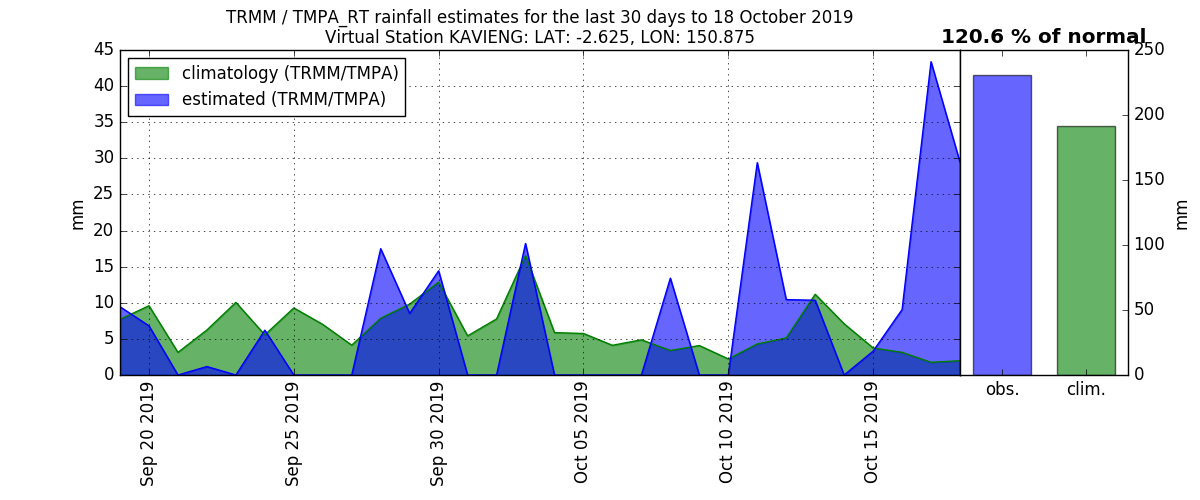 TRMM / TMPA_RT rainfall estimates for the last 30 days to 18 October 2019
Virtual Station KAVIENG: LAT: -2.625, LON: 150.875
120.6 % of normal
climatology (TRMM/TMPA)
estimated (TRMM/TMPA)
45
40
35
30
25
20
15
10
5
0
mm
Sep 20 2019
Sep 25 2019
Sep 30 2019
Oct 05 2019
Oct 10 2019
Oct 15 2019
obs.
clim.
250
200
150
100
50
0
mm